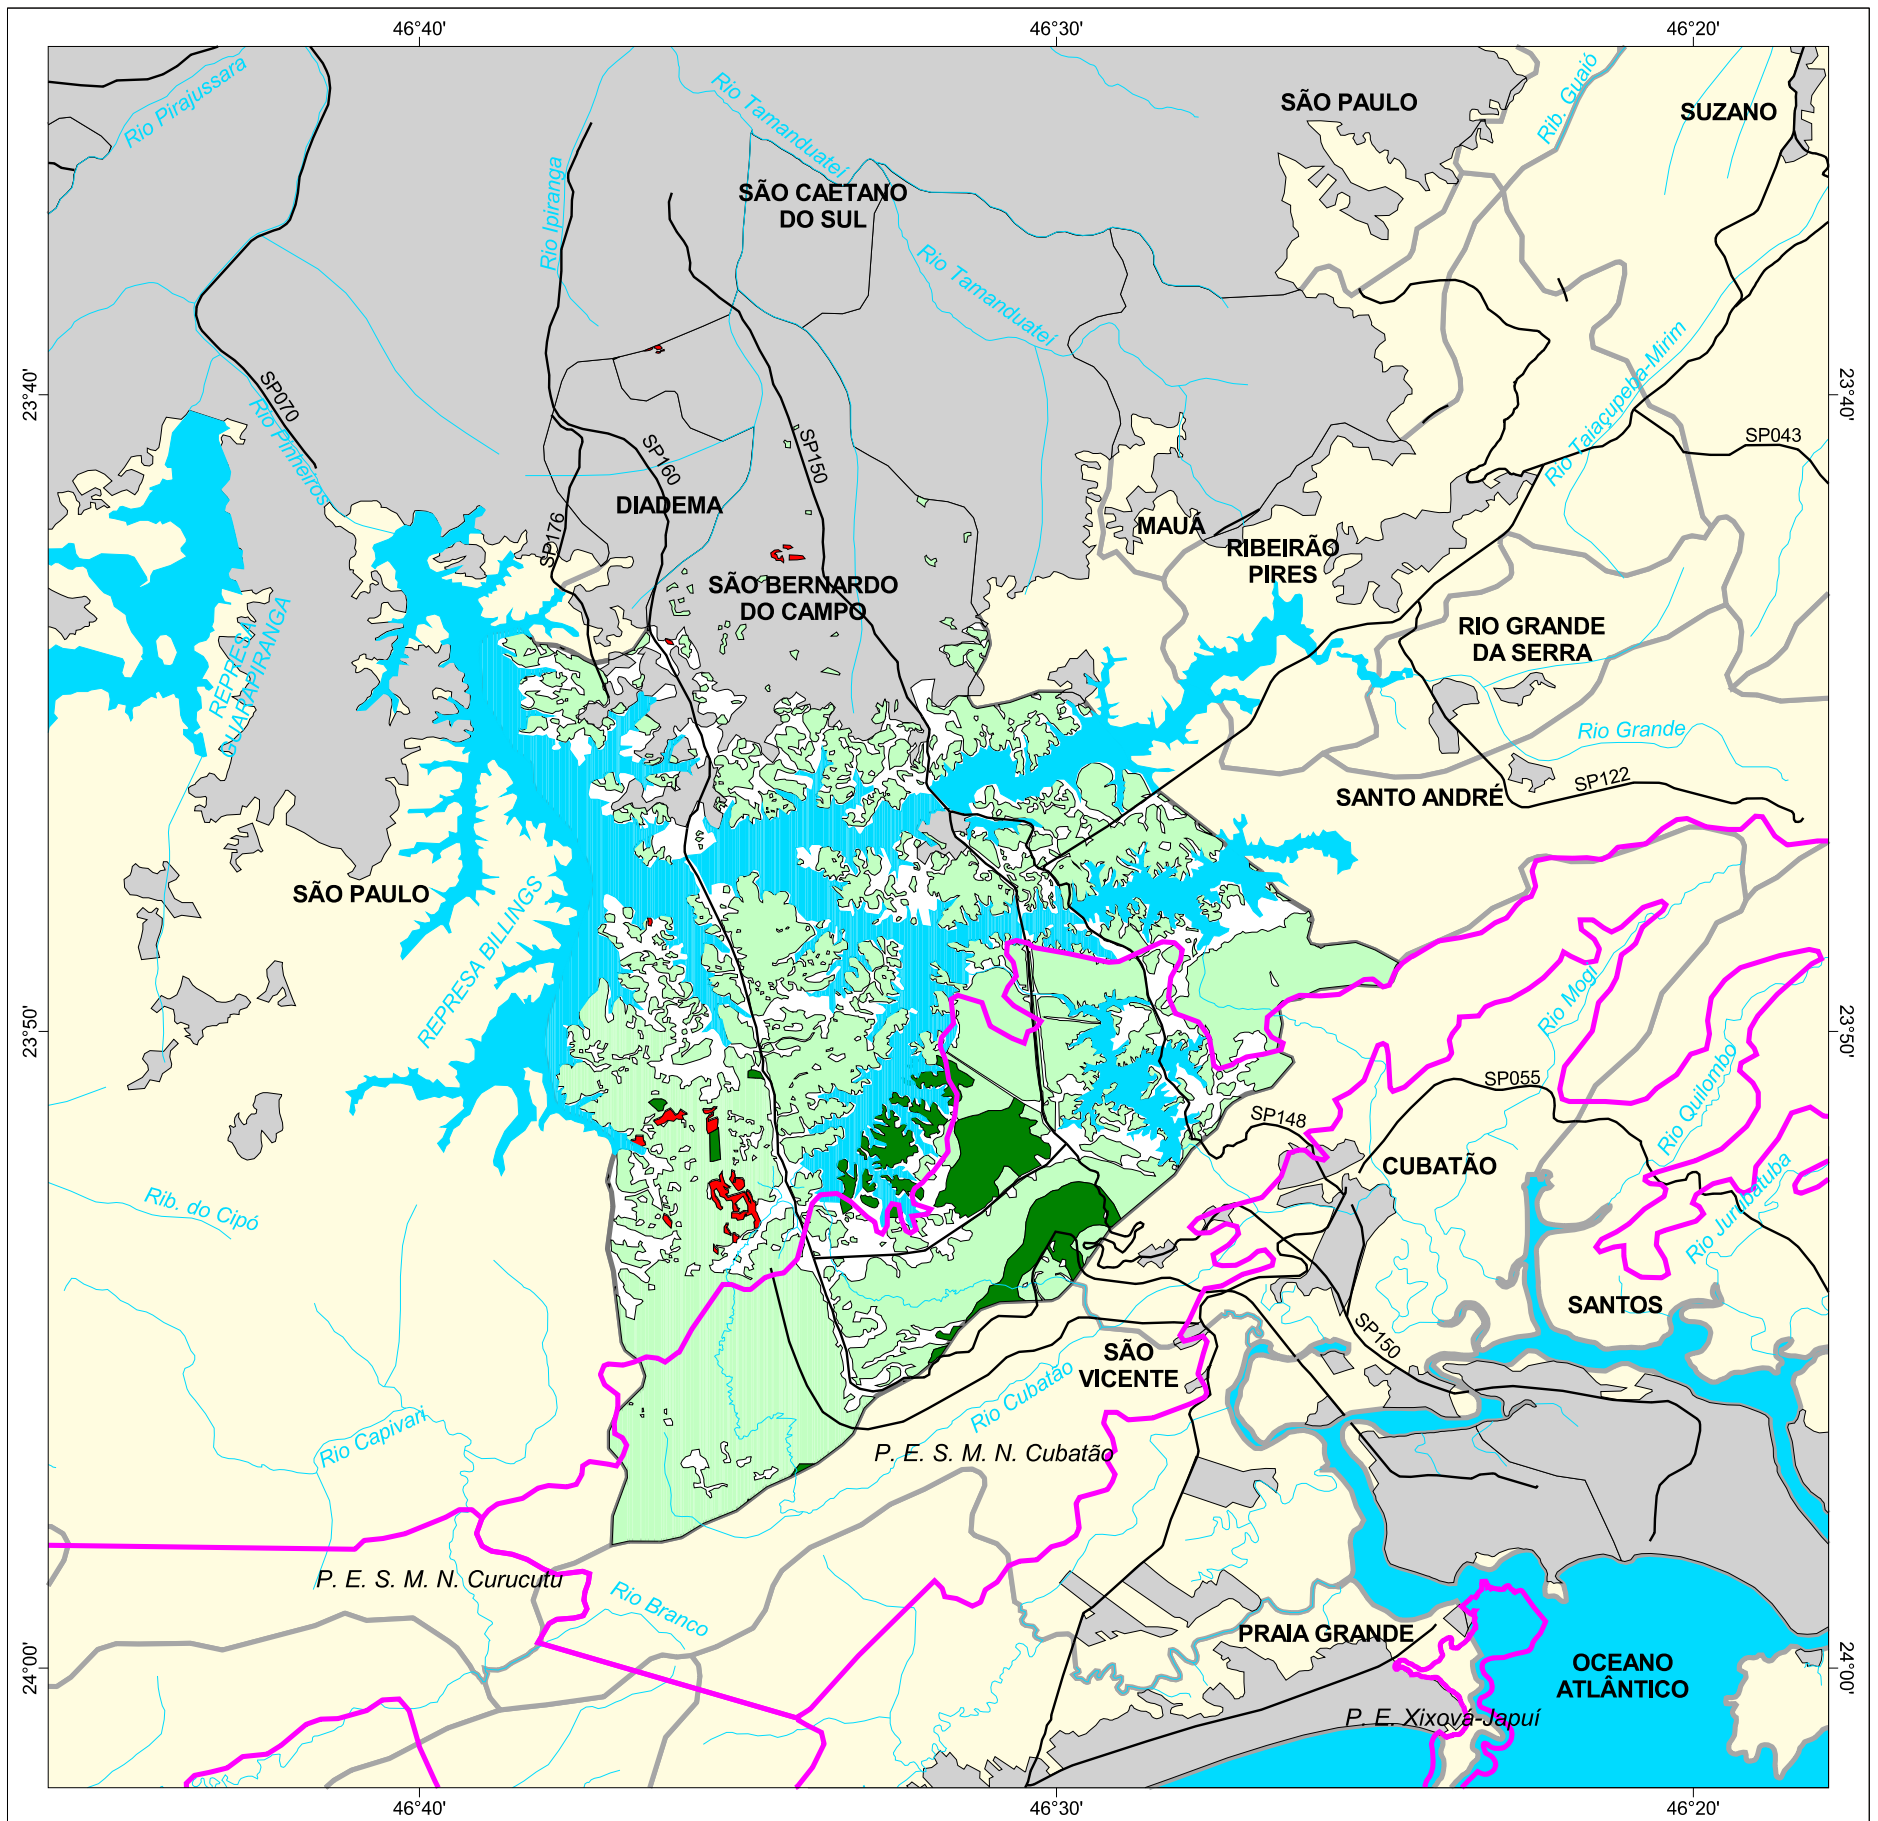 46°40'
46°30'
46°20'
Rio Pirajussara
Rio Tamanduateí
SÃO PAULO
Rib. Guaió
SUZANO
Rio Ipiranga
SÃO CAETANO
DO SUL
Rio Tamanduateí
Rio Taiaçupeba-Mirim
23°40'
23°40'
SP070
Rio Pinheiros
SP160
SP150
SP043
DIADEMA
SP176
MAUÁ
RIBEIRÃO
PIRES
SÃO BERNARDO
DO CAMPO
REPRESA
GUARAPIRANGA
RIO GRANDE
DA SERRA
Rio Grande
SP122
SANTO ANDRÉ
SÃO PAULO
REPRESA BILLINGS
Rio Mogi
23°50'
23°50'
SP055
Rio Quilombo
SP148
CUBATÃO
Rib. do Cipó
Rio Jurubatuba
SANTOS
SP150
SÃO
VICENTE
Rio Cubatão
Rio Capivari
P. E. S. M. N. Cubatão
P. E. S. M. N. Curucutu
Rio Branco
PRAIA GRANDE
24°00'
OCEANO
ATLÂNTICO
24°00'
P. E. Xixová-Japuí
46°40'
46°30'
46°20'